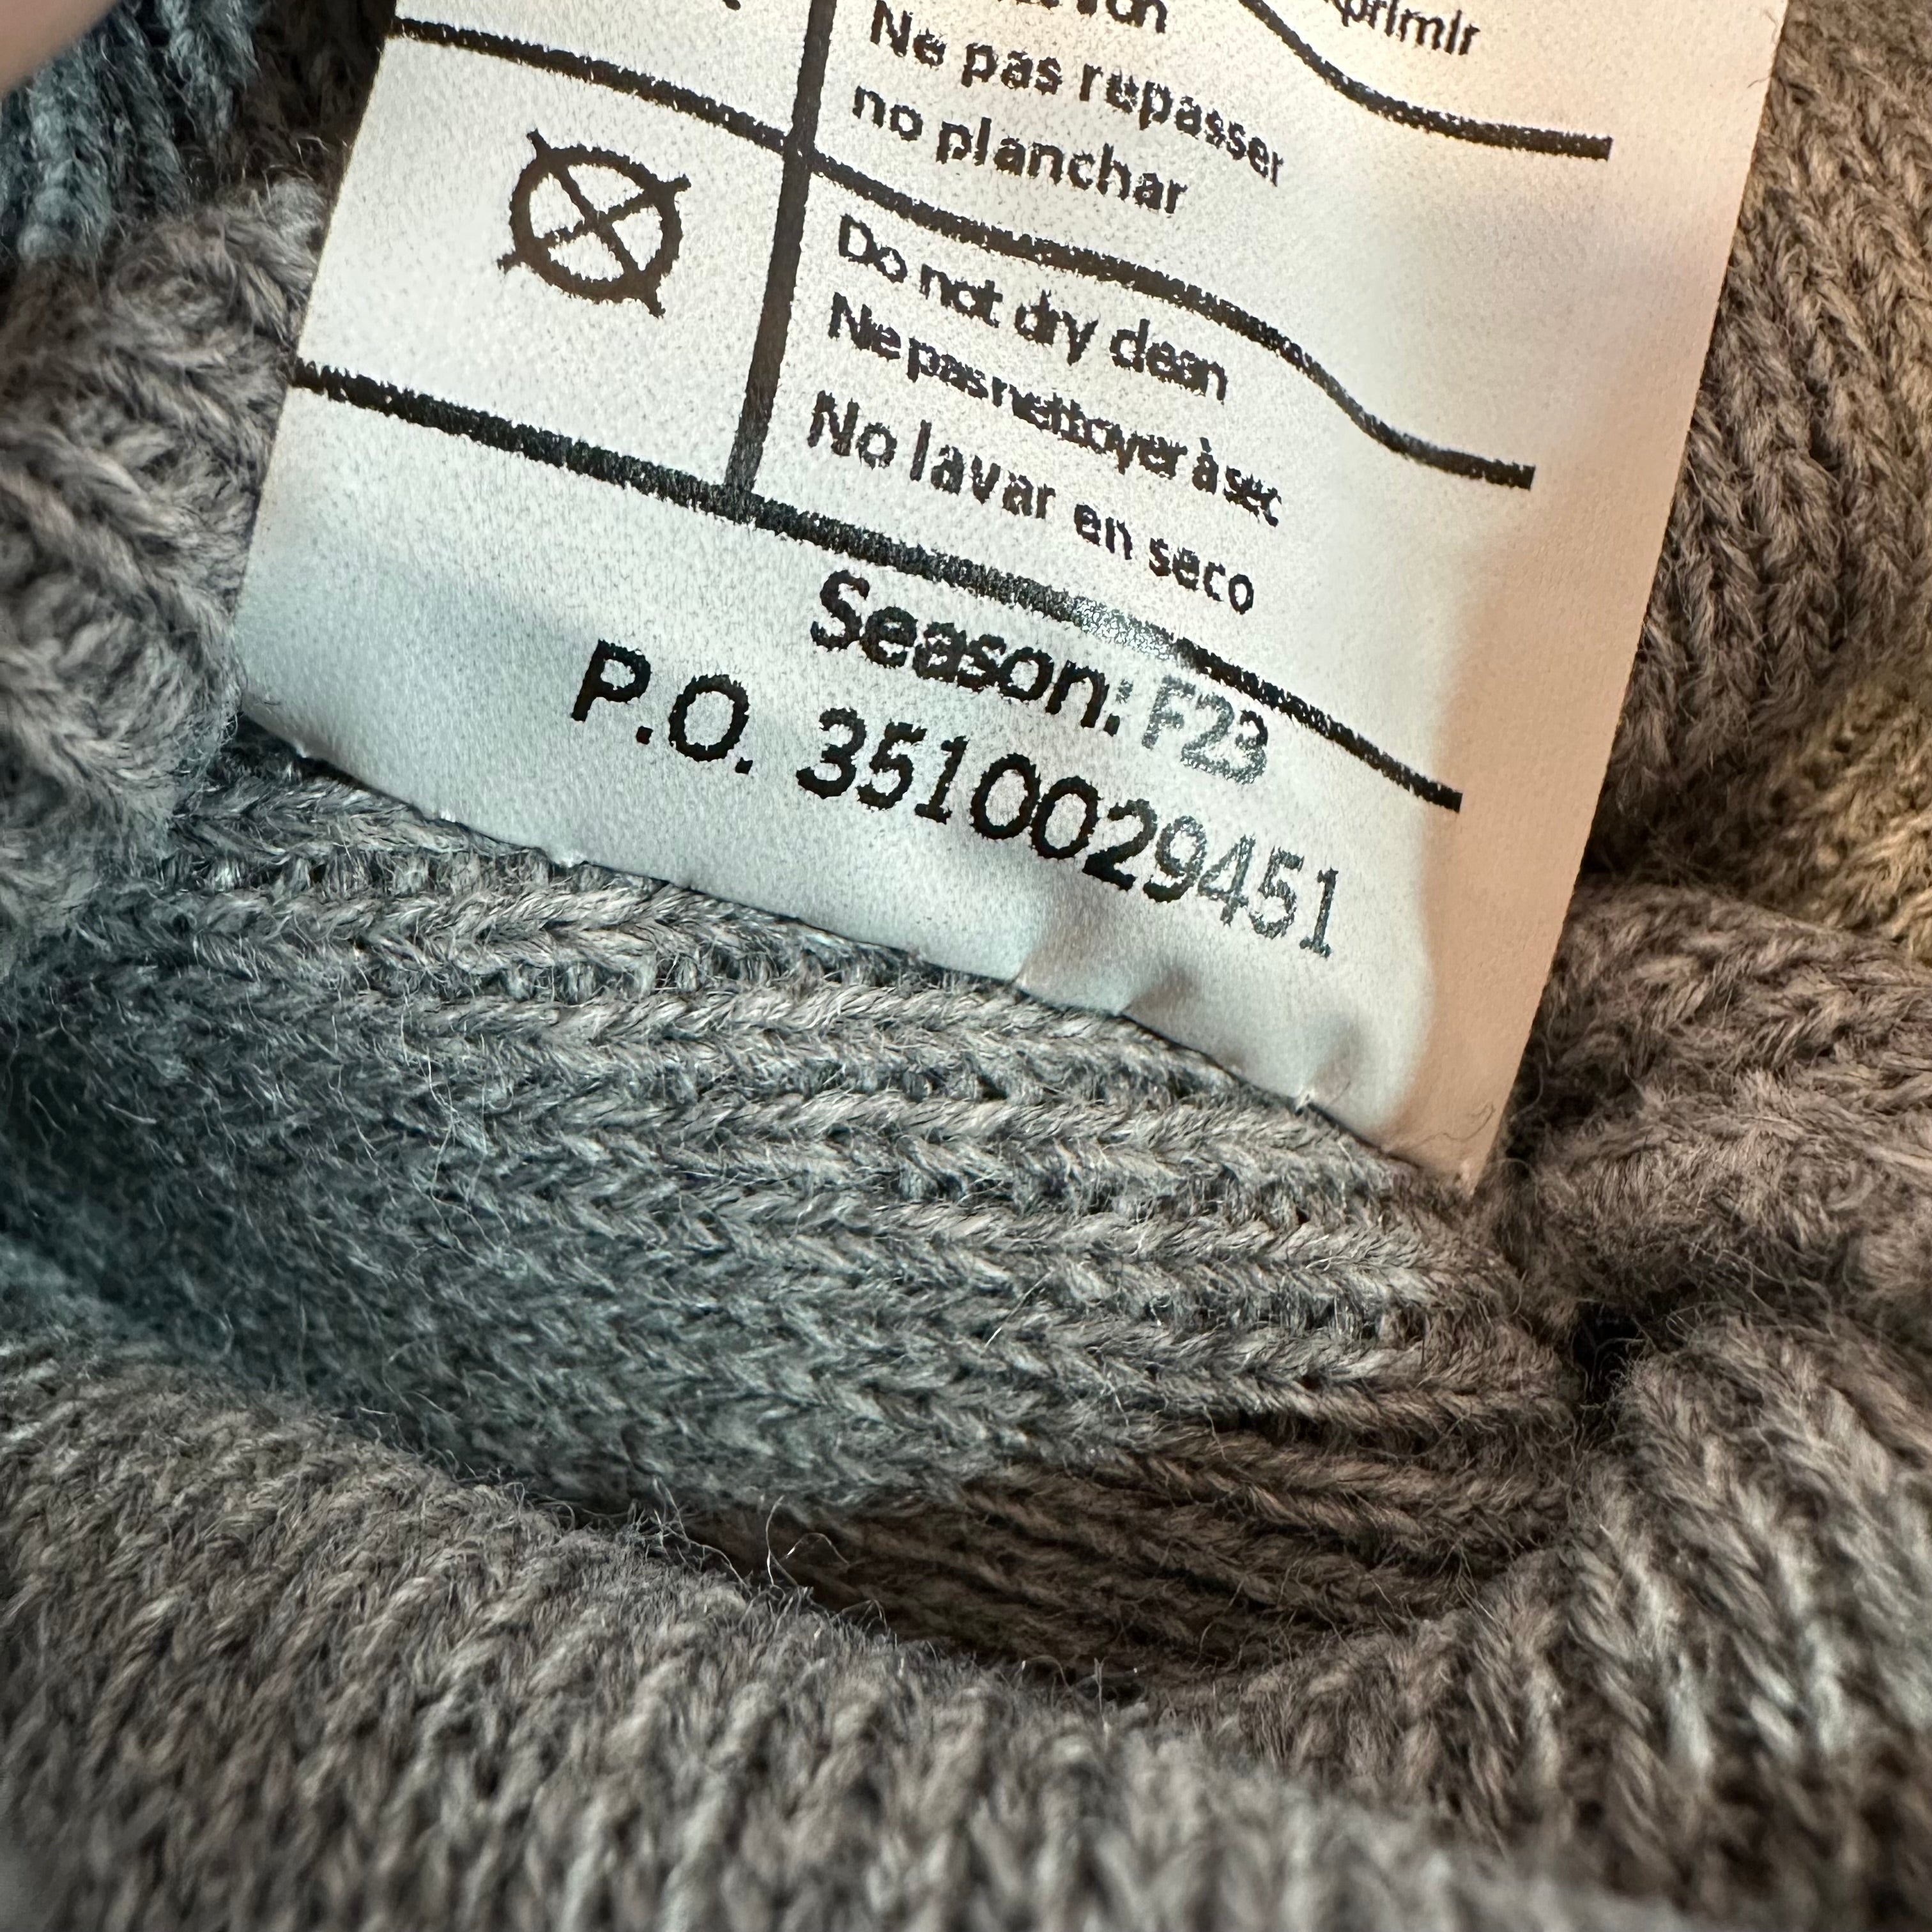 Ne pas repasser
no planchar
Do not dry clean
Ne pas nettoyer à sec
No lavar en seco
Season: F23
P.O. 3510029451